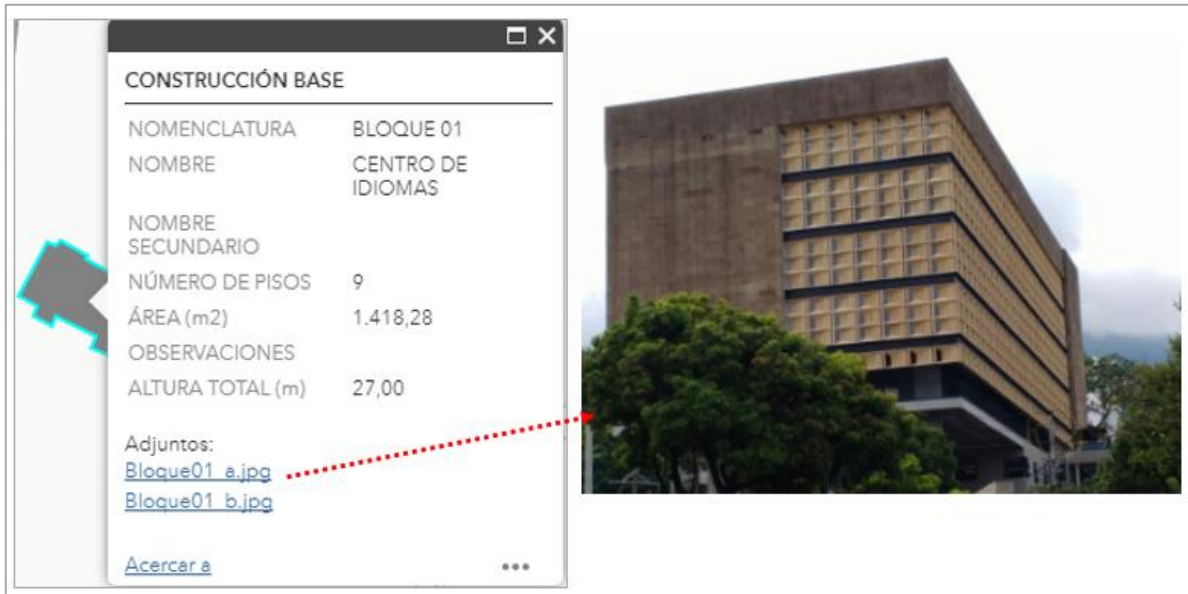 CONSTRUCCIÓN BASE
NOMENCLATURA BLOQUE 01
NOMBRE CENTRO DE
IDIOMAS
NOMBRE
SECUNDARIO
NÚMERO DE PISOS 9
ÁREA (m2) 1.418,28
OBSERVACIONES
ALTURA TOTAL (m) 27,00
Adjuntos:
Bloque01_a.jpg
Bloque01_b.jpg
Acercar a